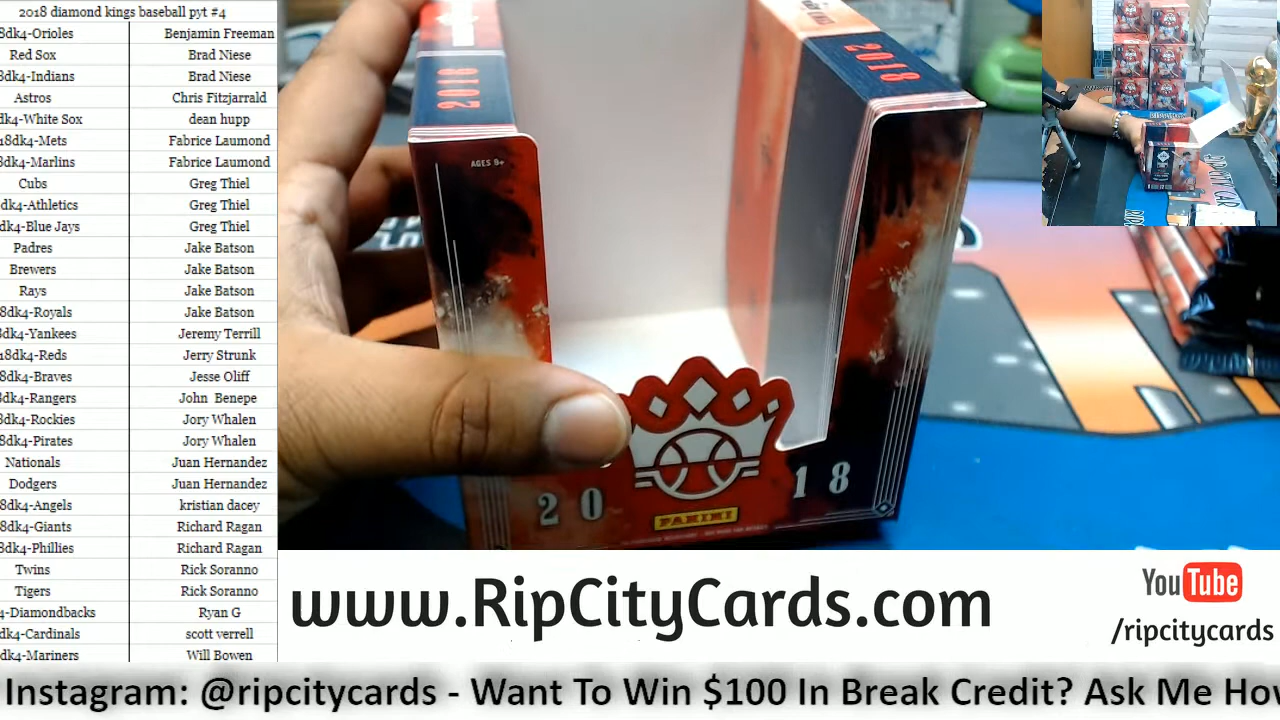 2018 diamond kings baseball pyt #4
8dk4-Orioles Benjamin Freeman
Red Sox Brad Niese
8dk4-Indians Brad Niese
Astros Chris Fitzjarrald
dk4-White Sox dean hupp
18dk4-Mets Fabrice Laumond
8dk4-Marlins Fabrice Laumond
Cubs Greg Thiel
dk4-Athletics Greg Thiel
dk4-Blue Jays Greg Thiel
Padres Jake Batson
Brewers Jake Batson
Rays Jake Batson
8dk4-Royals Jake Batson
8dk4-Yankees Jeremy Terrill
18dk4-Reds Jerry Strunk
8dk4-Braves Jesse Oliff
8dk4-Rangers John Benepe
8dk4-Rockies Jory Whalen
8dk4-Pirates Jory Whalen
Nationals Juan Hernandez
Dodgers Juan Hernandez
8dk4-Angels kristian dacey
8dk4-Giants Richard Ragan
8dk4-Phillies Richard Ragan
Twins Rick Soranno
Tigers Rick Soranno
4-Diamondbacks Ryan G
dk4-Cardinals scott verrell
dk4-Mariners Will Bowen
2018
2018
AGES 9+
20 18
PANINI
www.RipCityCards.com
YouTube
/ripcitycards
Instagram: @ripcitycards - Want To Win $100 In Break Credit? Ask Me How